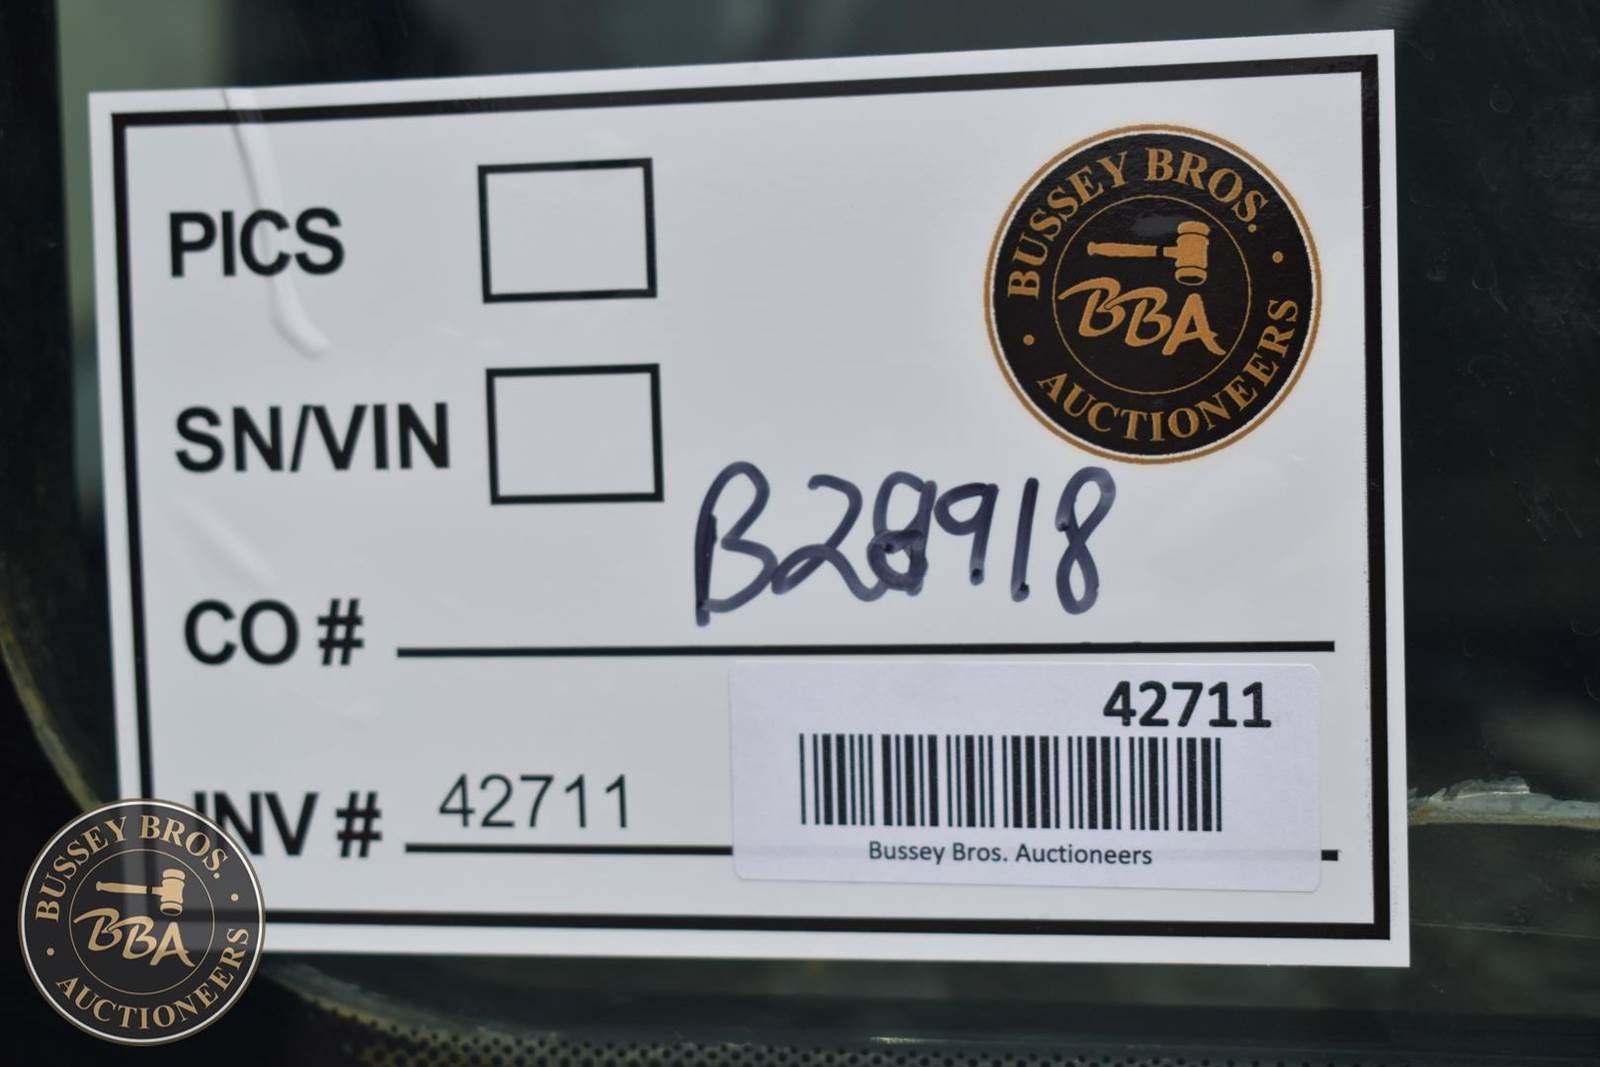 PICS
BUSSEY BROS.
BBA
AUCTIONEERS
SN/VIN
B28918
CO #
42711
INV # 42711
Bussey Bros. Auctioneers
BUSSEY BROS.
BBA
AUCTIONEERS